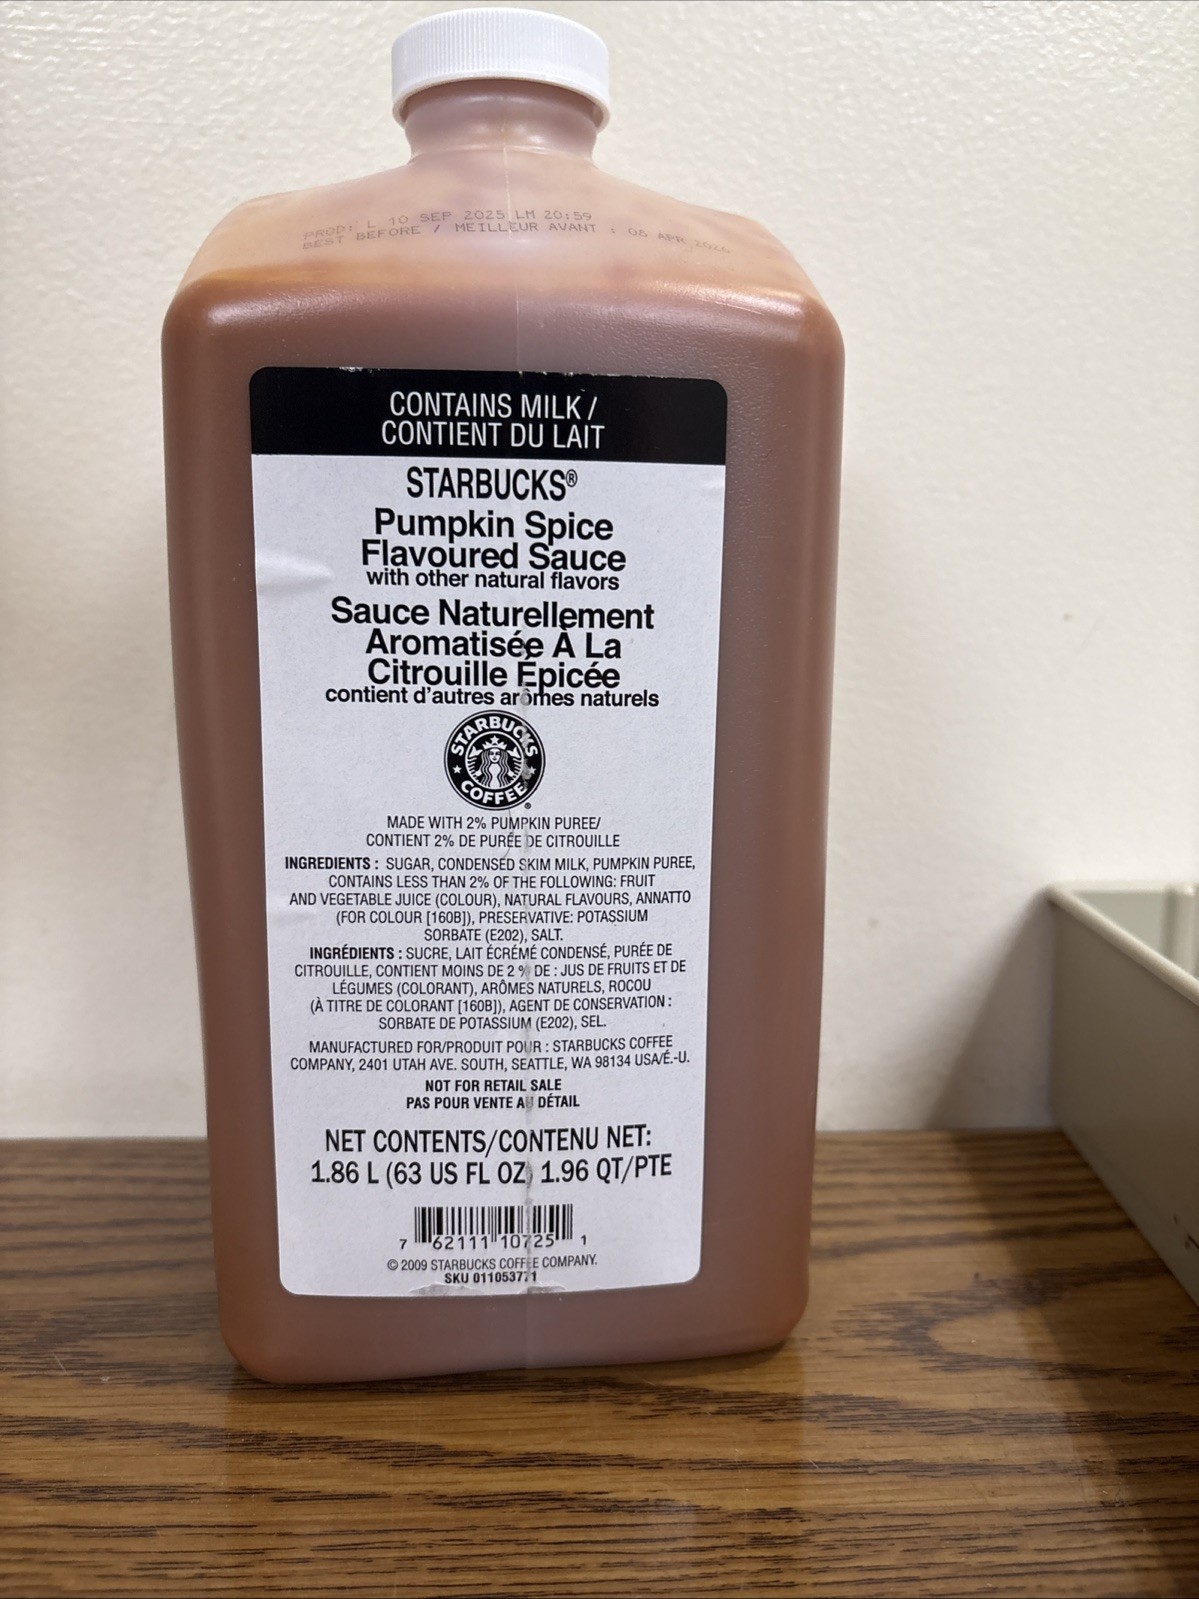 PROD: L 10 SEP 2025 LM 20:59
BEST BEFORE / MEILLEUR AVANT : 08 APR 2026
CONTAINS MILK /
CONTIENT DU LAIT
STARBUCKS®
Pumpkin Spice
Flavoured Sauce
with other natural flavors
Sauce Naturellement
Aromatisée À La
Citrouille Épicée
contient d'autres arômes naturels
STARBUCKS
COFFEE®
MADE WITH 2% PUMPKIN PUREE/
CONTIENT 2% DE PURÉE DE CITROUILLE
INGREDIENTS : SUGAR, CONDENSED SKIM MILK, PUMPKIN PUREE,
CONTAINS LESS THAN 2% OF THE FOLLOWING: FRUIT
AND VEGETABLE JUICE (COLOUR), NATURAL FLAVOURS, ANNATTO
(FOR COLOUR [160B]), PRESERVATIVE: POTASSIUM
SORBATE (E202), SALT.
INGRÉDIENTS : SUCRE, LAIT ÉCRÉMÉ CONDENSÉ, PURÉE DE
CITROUILLE, CONTIENT MOINS DE 2 % DE : JUS DE FRUITS ET DE
LÉGUMES (COLORANT), ARÔMES NATURELS, ROCOU
(À TITRE DE COLORANT [160B]), AGENT DE CONSERVATION :
SORBATE DE POTASSIUM (E202), SEL.
MANUFACTURED FOR/PRODUIT POUR : STARBUCKS COFFEE
COMPANY, 2401 UTAH AVE. SOUTH, SEATTLE, WA 98134 USA/É.-U.
NOT FOR RETAIL SALE
PAS POUR VENTE AU DÉTAIL
NET CONTENTS/CONTENU NET:
1.86 L (63 US FL OZ) 1.96 QT/PTE
7 62111 10725 1
© 2009 STARBUCKS COFFEE COMPANY.
SKU 011053771